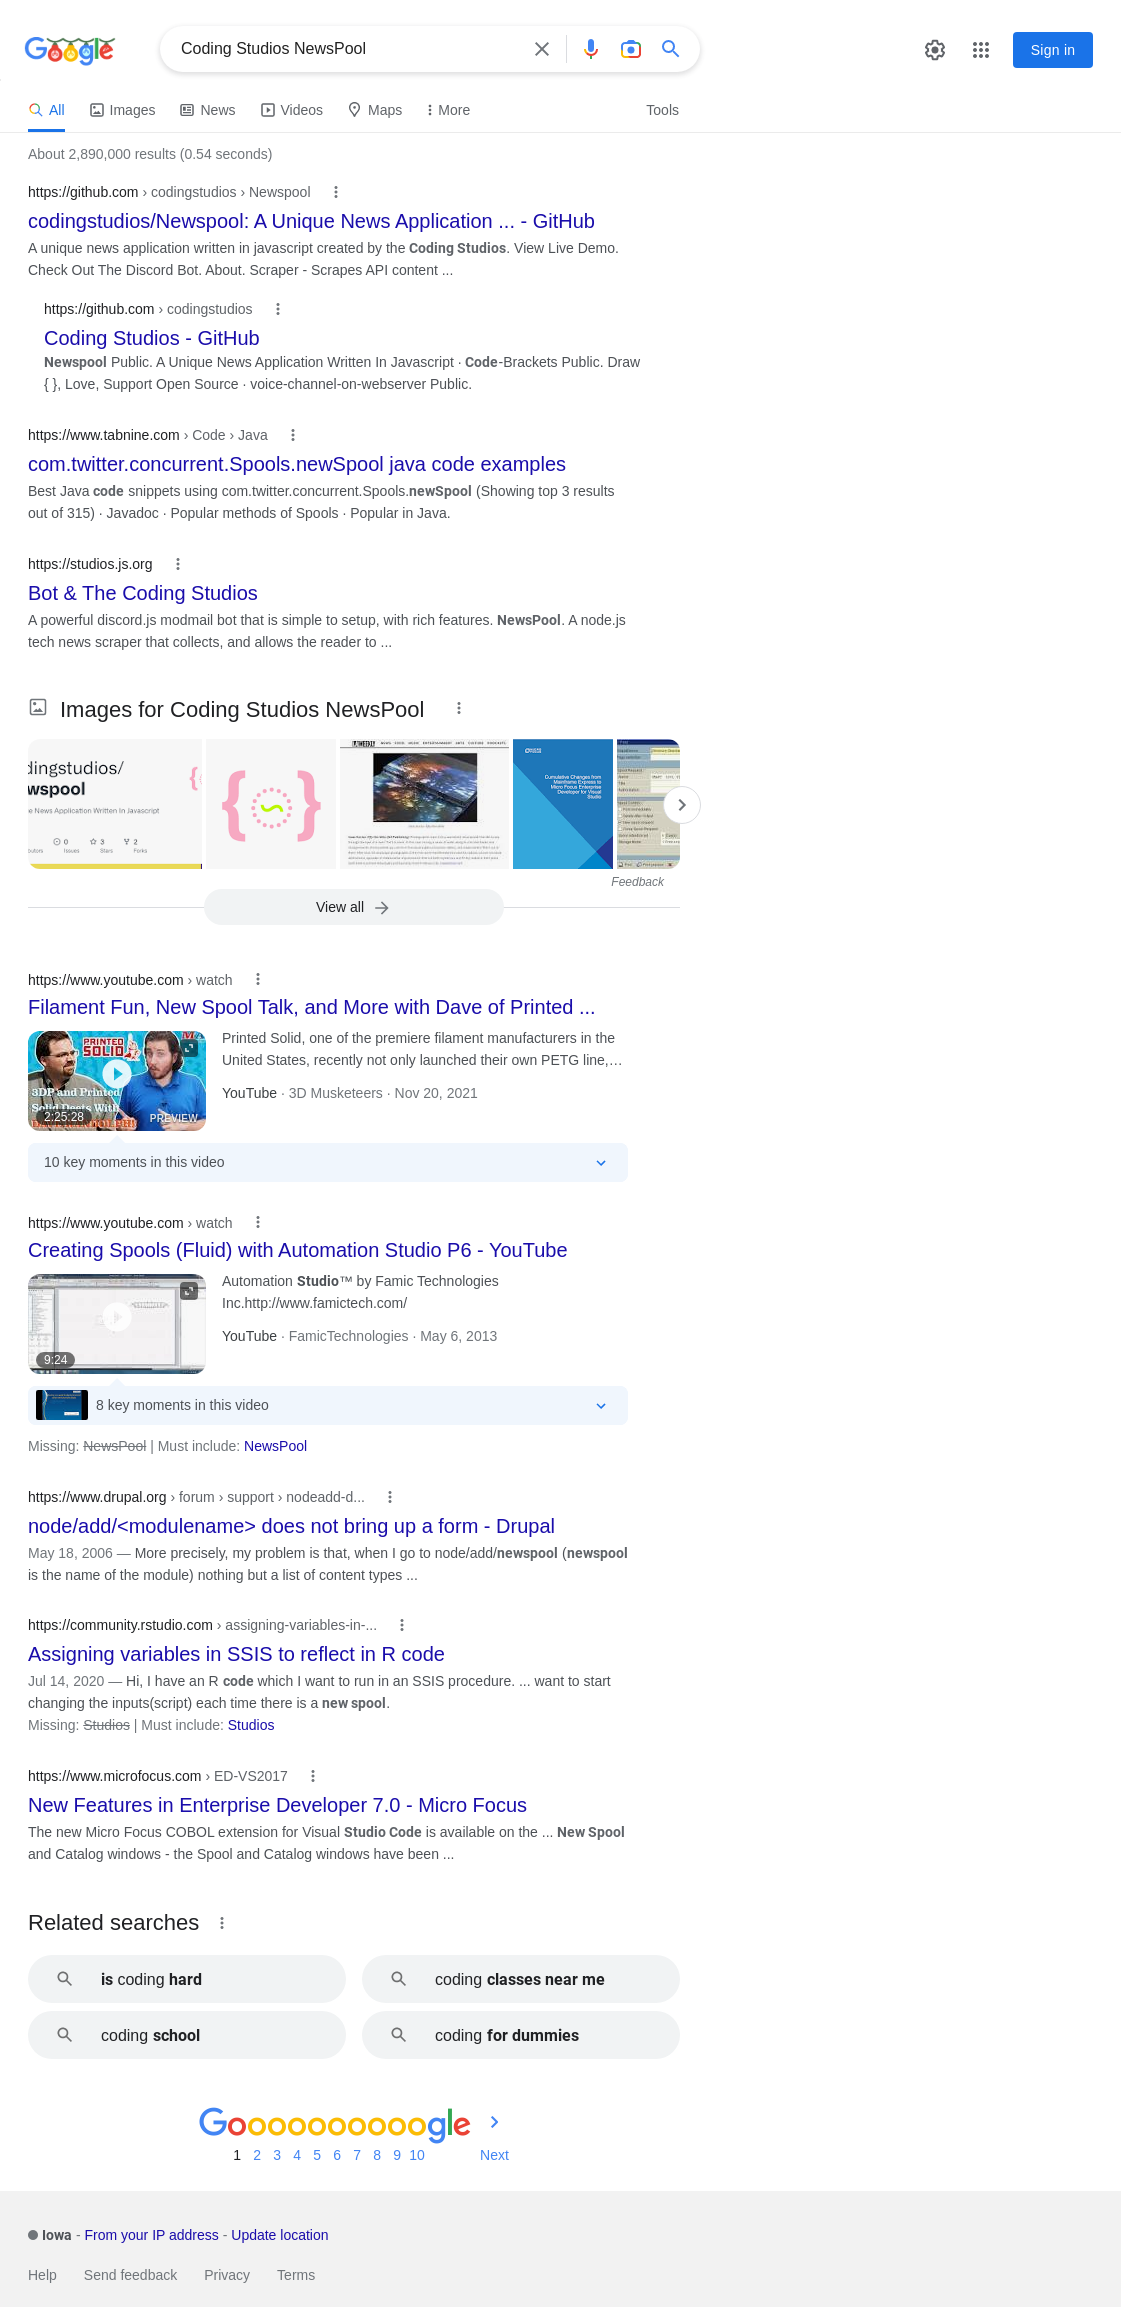 Google
Coding Studios NewsPool
Sign in
All
Images
News
Videos
Maps
More
Tools
About 2,890,000 results (0.54 seconds)
https://github.com › codingstudios › Newspool
codingstudios/Newspool: A Unique News Application ... - GitHub
A unique news application written in javascript created by the Coding Studios. View Live Demo.
Check Out The Discord Bot. About. Scraper - Scrapes API content ...
https://github.com › codingstudios
Coding Studios - GitHub
Newspool Public. A Unique News Application Written In Javascript · Code-Brackets Public. Draw
{ }, Love, Support Open Source · voice-channel-on-webserver Public.
https://www.tabnine.com › Code › Java
com.twitter.concurrent.Spools.newSpool java code examples
Best Java code snippets using com.twitter.concurrent.Spools.newSpool (Showing top 3 results
out of 315) · Javadoc · Popular methods of Spools · Popular in Java.
https://studios.js.org
Bot & The Coding Studios
A powerful discord.js modmail bot that is simple to setup, with rich features. NewsPool. A node.js
tech news scraper that collects, and allows the reader to ...
Images for Coding Studios NewsPool
dingstudios/
wspool
e News Application Written In Javascript
0
3
2
Issues
Stars
Forks
Cumulative Changes from
Mainframe Express to
Micro Focus Enterprise
Developer for Visual
Studio
Feedback
View all
https://www.youtube.com › watch
Filament Fun, New Spool Talk, and More with Dave of Printed ...
PRINTED
SOLID
3DP and Printed
Solid Deets With
2:25:28
PREVIEW
Printed Solid, one of the premiere filament manufacturers in the
United States, recently not only launched their own PETG line,…
YouTube · 3D Musketeers · Nov 20, 2021
10 key moments in this video
https://www.youtube.com › watch
Creating Spools (Fluid) with Automation Studio P6 - YouTube
9:24
Automation Studio™ by Famic Technologies
Inc.http://www.famictech.com/
YouTube · FamicTechnologies · May 6, 2013
8 key moments in this video
Missing: NewsPool | Must include: NewsPool
https://www.drupal.org › forum › support › nodeadd-d...
node/add/<modulename> does not bring up a form - Drupal
May 18, 2006 — More precisely, my problem is that, when I go to node/add/newspool (newspool
is the name of the module) nothing but a list of content types ...
https://community.rstudio.com › assigning-variables-in-...
Assigning variables in SSIS to reflect in R code
Jul 14, 2020 — Hi, I have an R code which I want to run in an SSIS procedure. ... want to start
changing the inputs(script) each time there is a new spool.
Missing: Studios | Must include: Studios
https://www.microfocus.com › ED-VS2017
New Features in Enterprise Developer 7.0 - Micro Focus
The new Micro Focus COBOL extension for Visual Studio Code is available on the ... New Spool
and Catalog windows - the Spool and Catalog windows have been ...
Related searches
is coding hard
coding classes near me
coding school
coding for dummies
Goooooooooogle
1 2 3 4 5 6 7 8 9 10 Next
Iowa - From your IP address - Update location
Help Send feedback Privacy Terms